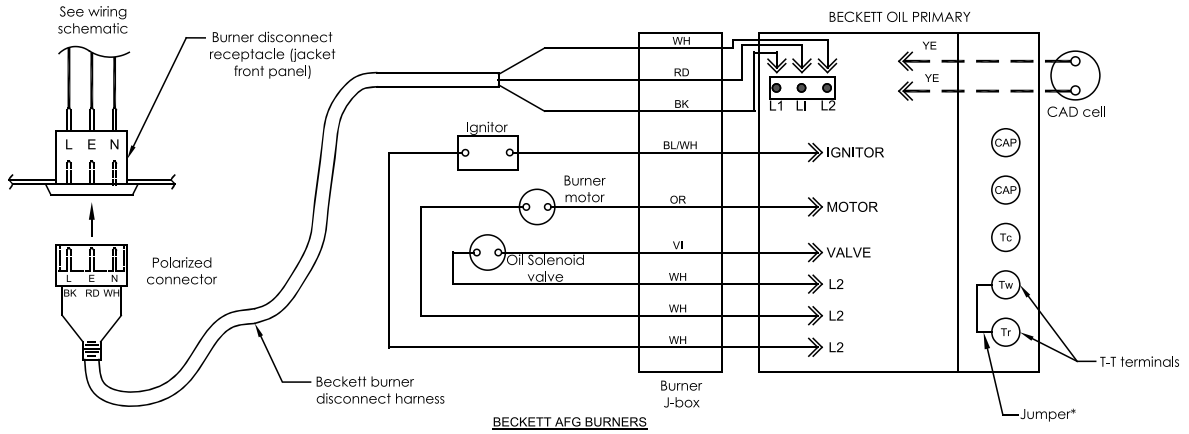 See wiring
schematic
Burner disconnect
receptacle (jacket
front panel)
L E N
L E N
BK RD WH
Polarized
connector
Beckett burner
disconnect harness
BECKETT OIL PRIMARY
WH
RD
BK
L1 LI L2
YE
YE
CAD cell
Ignitor
BL/WH
IGNITOR
Burner
motor
OR
MOTOR
Oil Solenoid
valve
VI
VALVE
WH
L2
WH
L2
WH
L2
CAP
CAP
Tc
Tw
Tr
T-T terminals
Jumper*
Burner
J-box
BECKETT AFG BURNERS